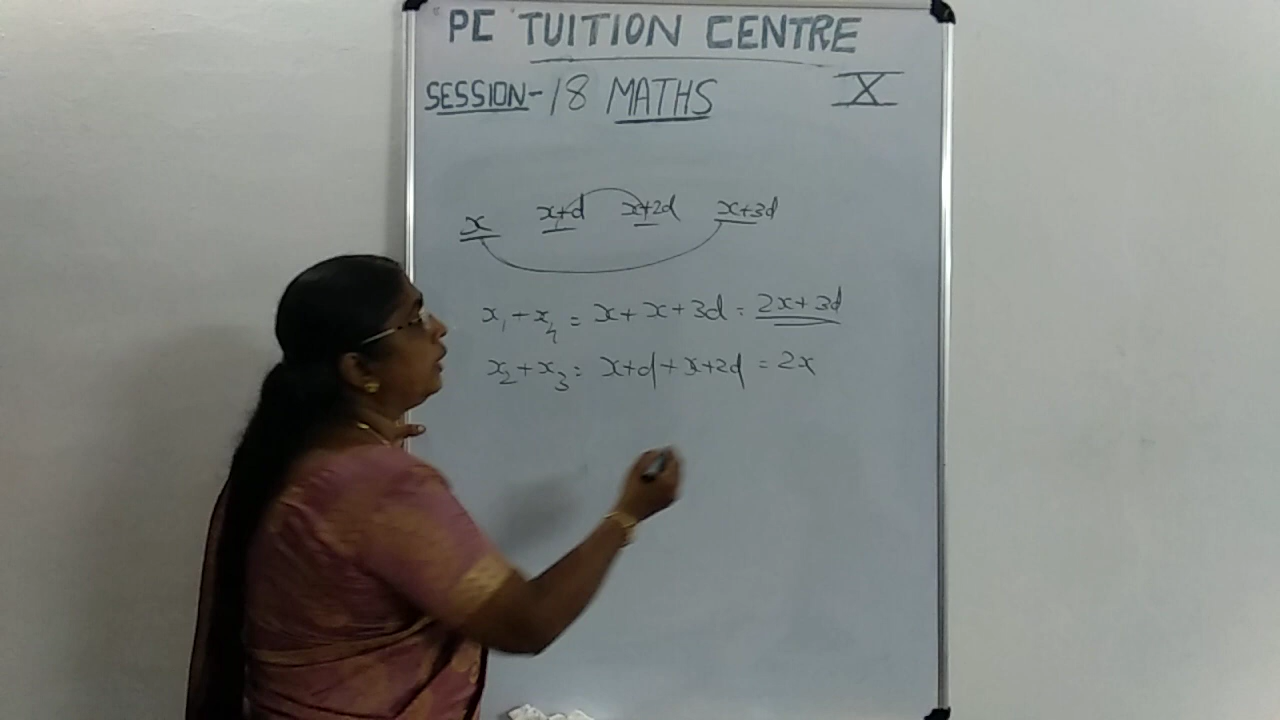 PC TUITION CENTRE
SESSION-18 MATHS X
x x+d x+2d x+3d
x₁ + x₄ = x + x + 3d = 2x + 3d
x₂ + x₃ = x+d + x+2d = 2x